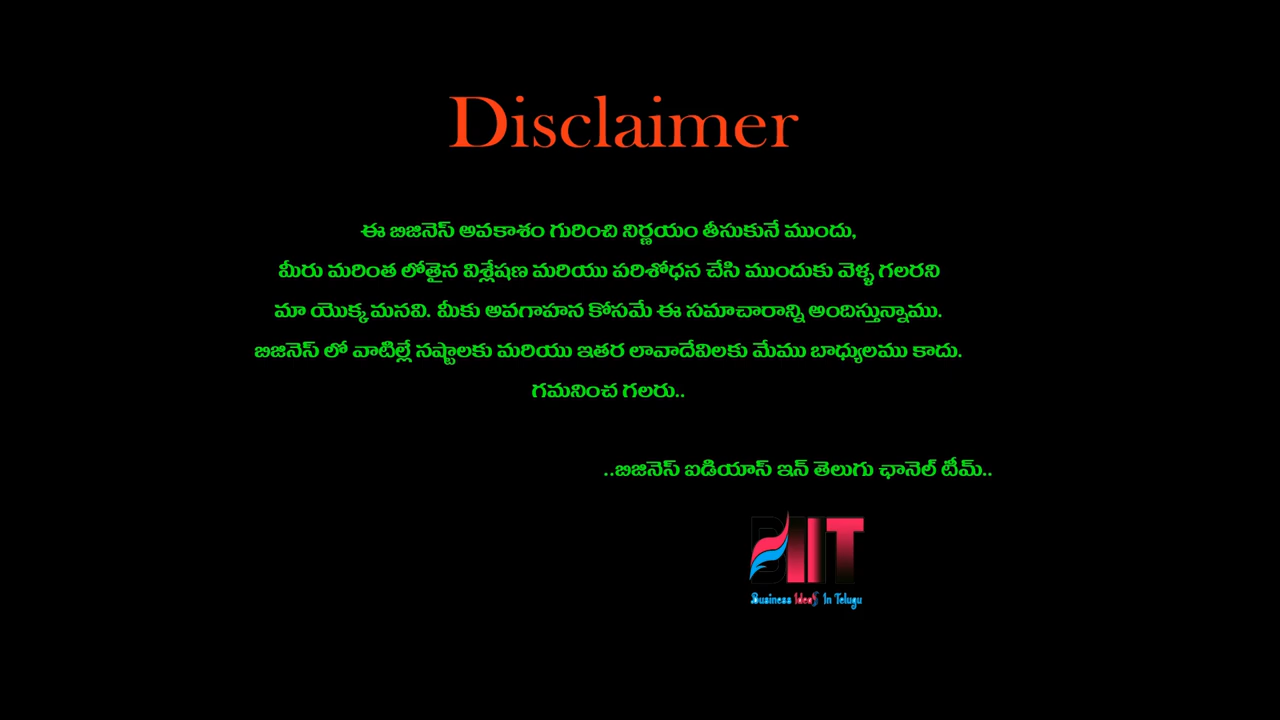 Disclaimer
ఈ బిజినెస్ అవకాశం గురించి నిర్ణయం తీసుకునే ముందు,
మీరు మరింత లోతైన విశ్లేషణ మరియు పరిశోధన చేసి ముందుకు వెళ్ళ గలరని
మా యొక్క మనవి. మీకు అవగాహన కోసమే ఈ సమాచారాన్ని అందిస్తున్నాము.
బిజినెస్ లో వాటిల్లే నష్టాలకు మరియు ఇతర లావాదేవిలకు మేము బాధ్యులము కాదు.
గమనించ గలరు..
..బిజినెస్ ఐడియాస్ ఇన్ తెలుగు ఛానెల్ టీమ్..
BIIT
Business Ideas In Telugu